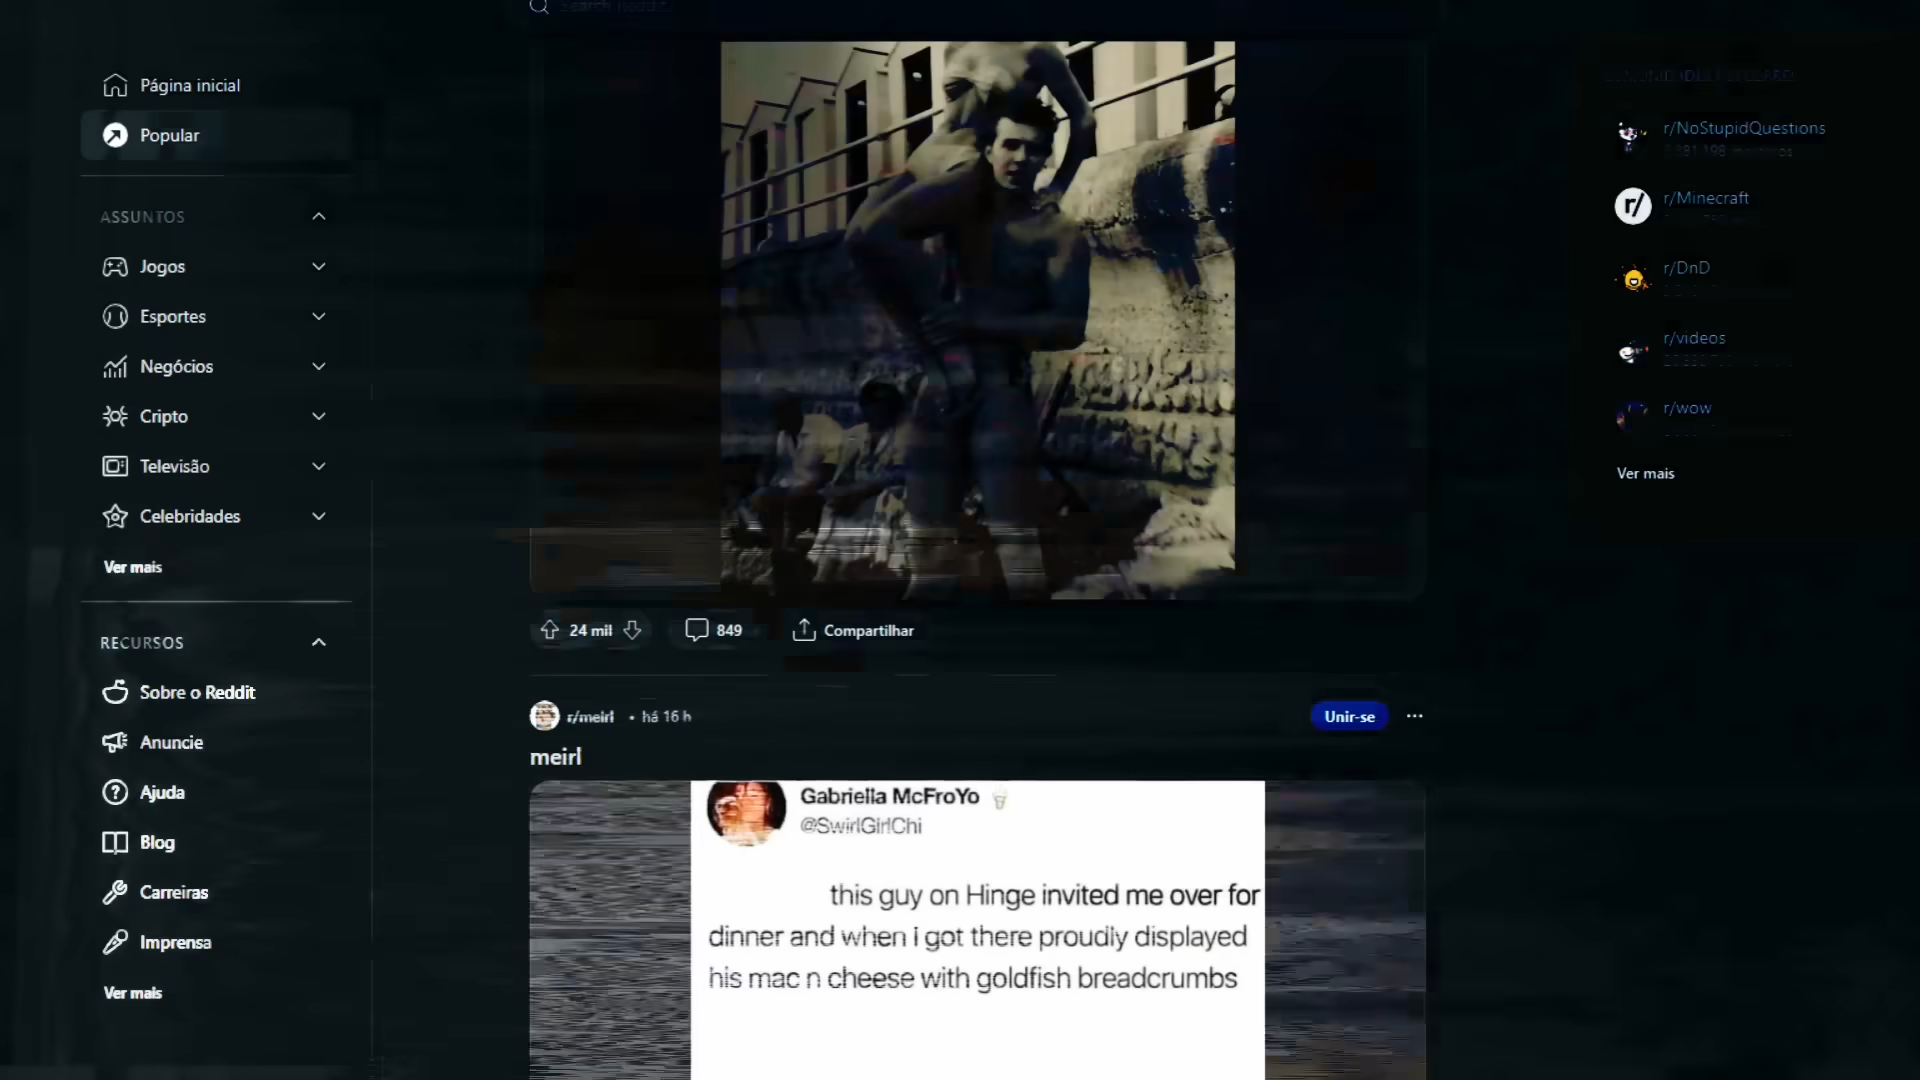 Search Reddit
Página inicial
Popular
ASSUNTOS
Jogos
Esportes
Negócios
Cripto
Televisão
Celebridades
Ver mais
RECURSOS
Sobre o Reddit
Anuncie
Ajuda
Blog
Carreiras
Imprensa
Ver mais
24 mil
849
Compartilhar
r/meirl • há 16 h
Unir-se
meirl
Gabriella McFroYo
@SwirlGirlChi
this guy on Hinge invited me over for
dinner and when i got there proudly displayed
his mac n cheese with goldfish breadcrumbs
r/NoStupidQuestions
r/Minecraft
r/DnD
r/videos
r/wow
Ver mais